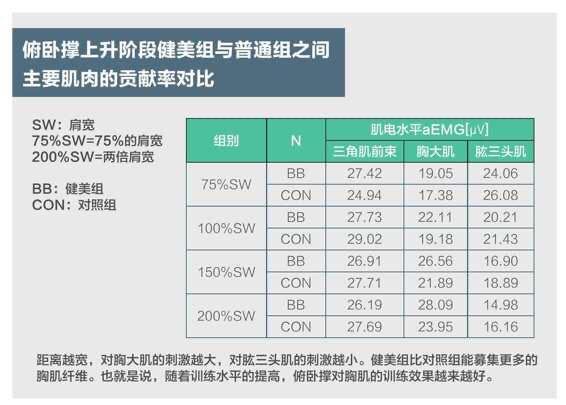 俯卧撑上升阶段健美组与普通组之间
主要肌肉的贡献率对比
SW：肩宽
75%SW=75%的肩宽
200%SW=两倍肩宽
BB：健美组
CON：对照组
组别 N 肌电水平aEMG[μV]
三角肌前束 胸大肌 肱三头肌
75%SW BB 27.42 19.05 24.06
CON 24.94 17.38 26.08
100%SW BB 27.73 22.11 20.21
CON 29.02 19.18 21.43
150%SW BB 26.91 26.56 16.90
CON 27.71 21.89 18.89
200%SW BB 26.19 28.09 14.98
CON 27.69 23.95 16.16
距离越宽，对胸大肌的刺激越大，对肱三头肌的刺激越小。健美组比对照组能募集更多的
胸肌纤维。也就是说，随着训练水平的提高，俯卧撑对胸肌的训练效果越来越好。